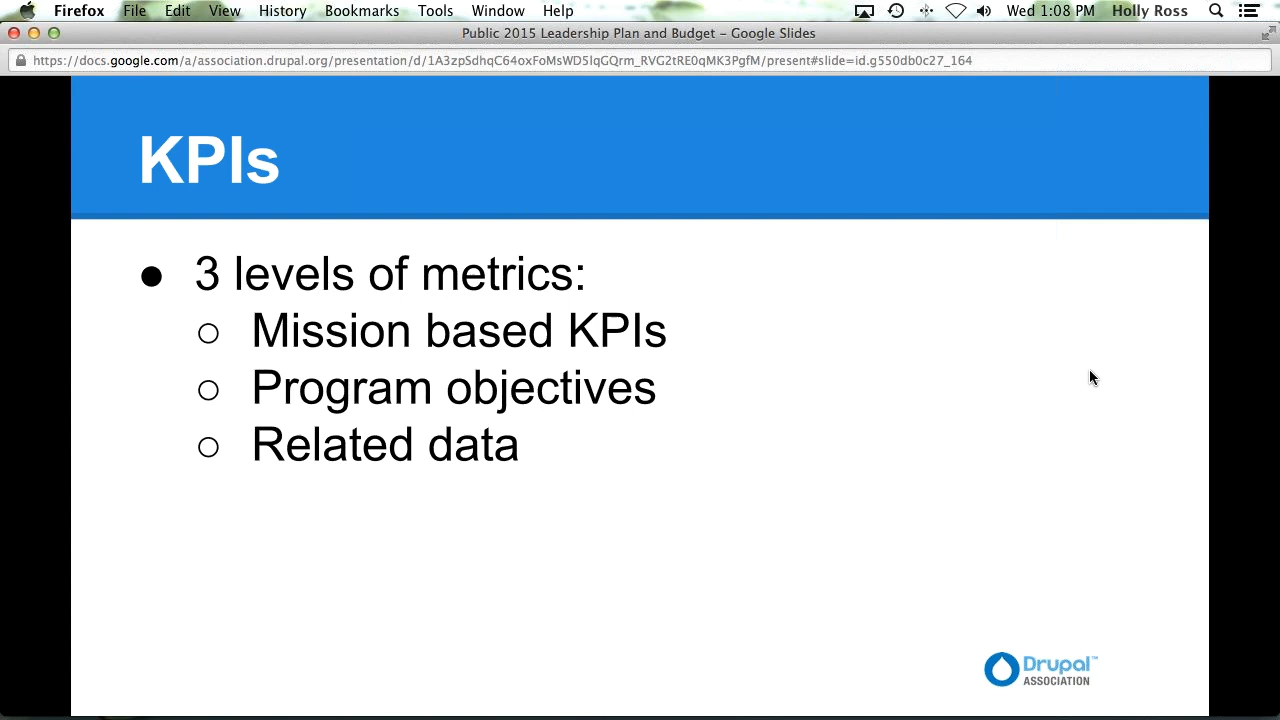 Firefox File Edit View History Bookmarks Tools Window Help Wed 1:08 PM Holly Ross
Public 2015 Leadership Plan and Budget – Google Slides
https://docs.google.com/a/association.drupal.org/presentation/d/1A3zpSdhqC64oxFoMsWD5lqGQrm_RVG2tRE0qMK3PgfM/present#slide=id.g550db0c27_164
KPIs
● 3 levels of metrics:
○ Mission based KPIs
○ Program objectives
○ Related data
Drupal™
ASSOCIATION